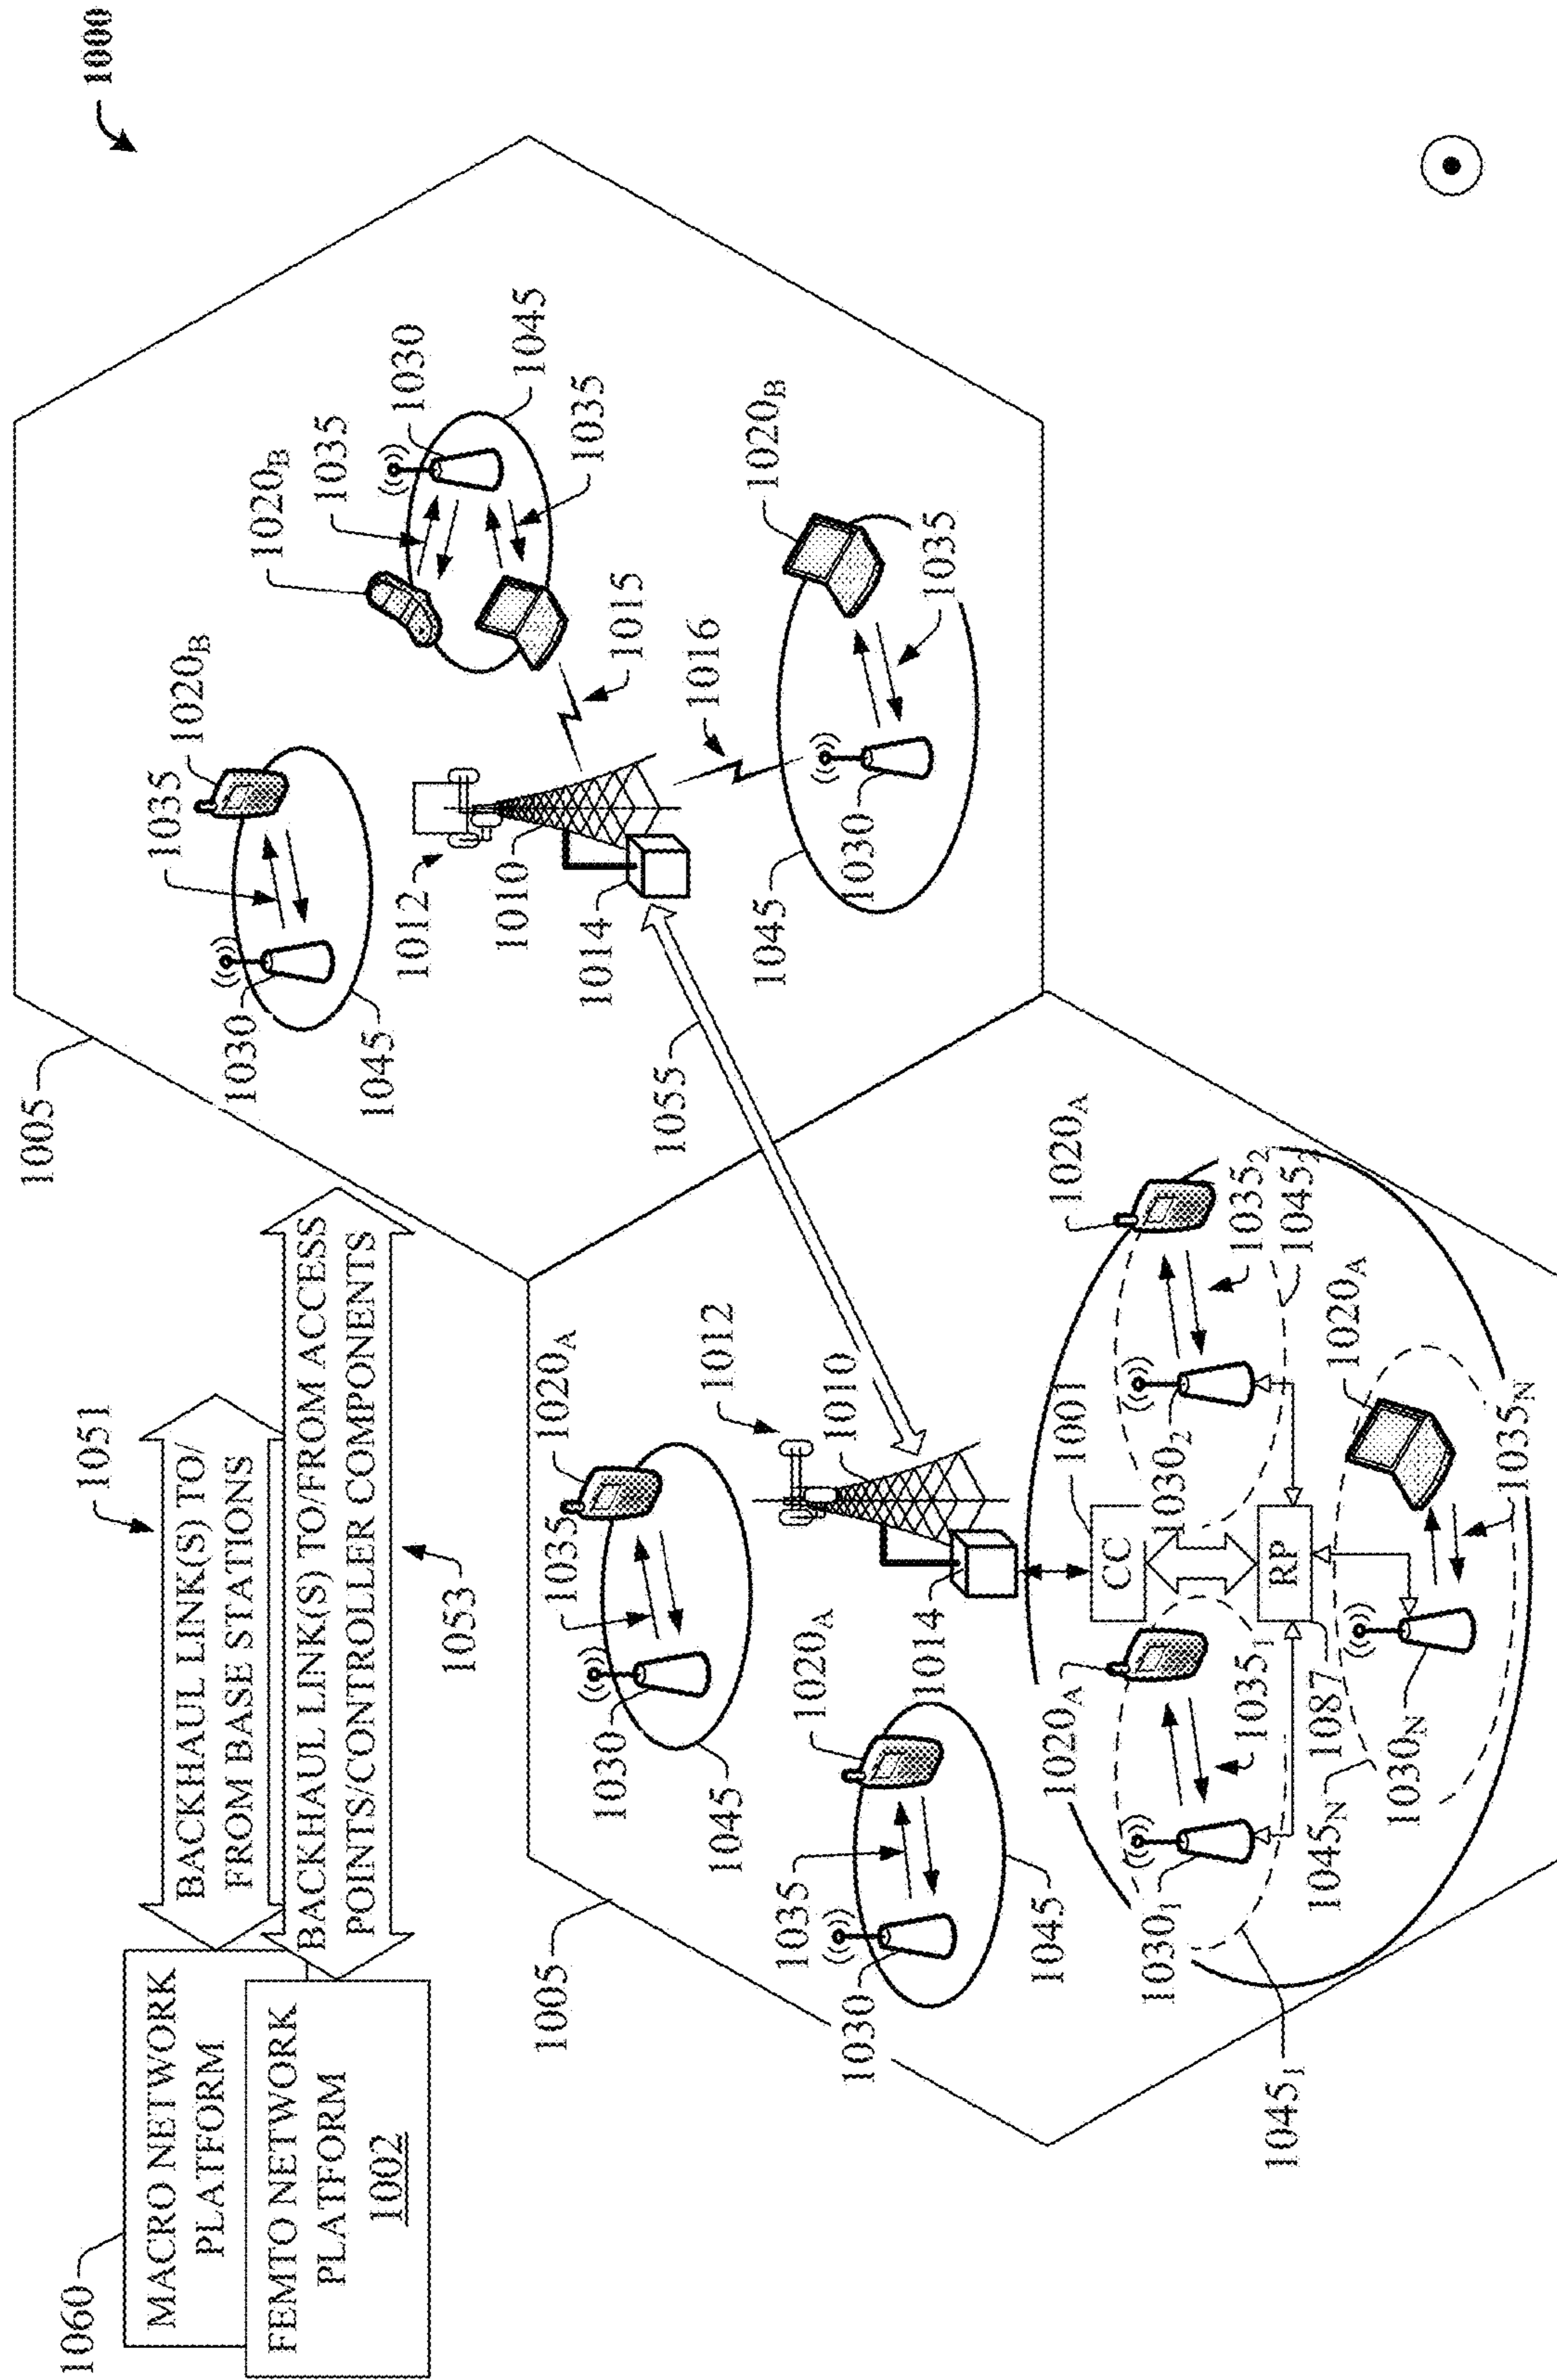 1000
1060
MACRO NETWORK
PLATFORM
FEMTO NETWORK
PLATFORM
1002
1051
BACKHAUL LINK(S) TO/
FROM BASE STATIONS
BACKHAUL LINK(S) TO/FROM ACCESS
POINTS/CONTROLLER COMPONENTS
1053
1005
1035
1020B
1030
1045
1012
1010
1014
1055
1020B
1035
1030
1045
1035
1015
1016
1020B
1045
1030
1035
1005
1020A
1035
1030
1045
1012
1010
1014
1020A
1035
1030
1045
1001
CC
RP
1087
1020A
1035₂
1045₂
1030₂
1020A
1035₁
1030₁
1045₁
1020A
1035N
1030N
1045N